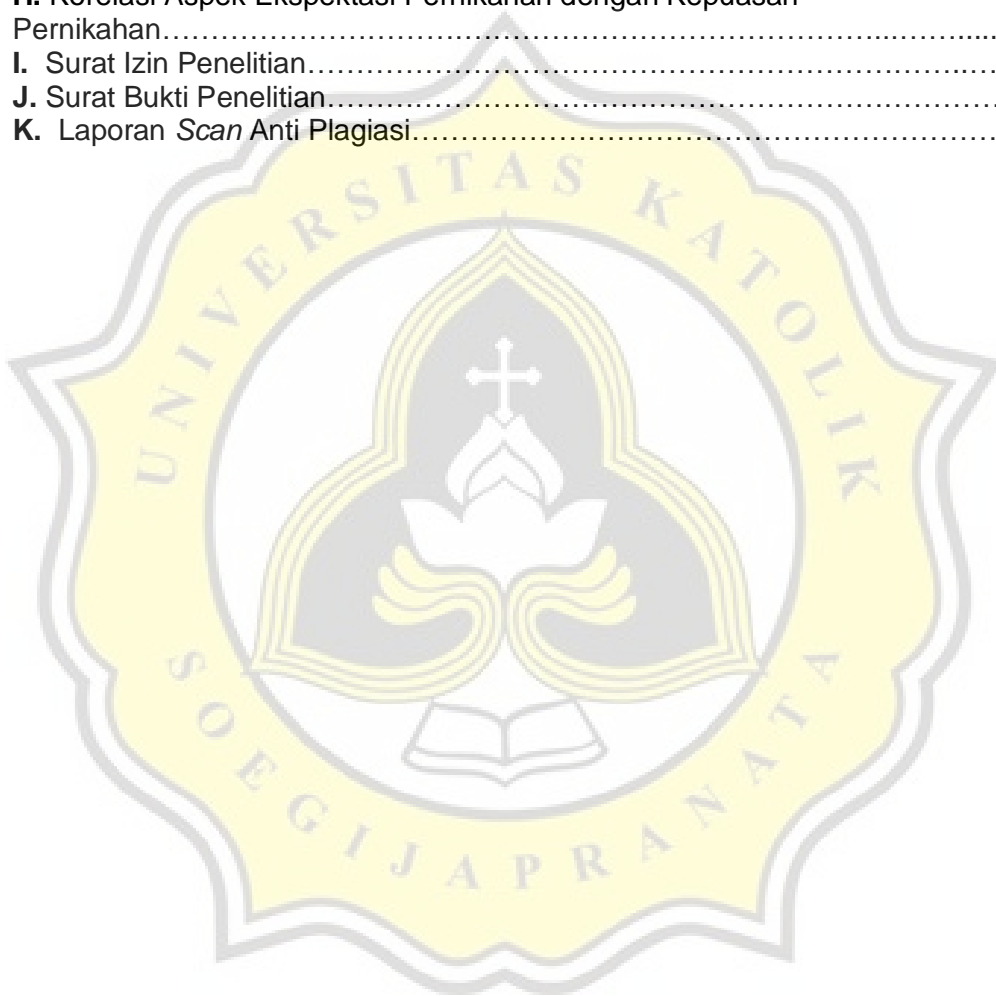 H. Korelasi Aspek Ekspektasi Pernikahan dengan Kepuasan
Pernikahan……………………………………………………………………..……….....
I. Surat Izin Penelitian………………………………………………………………..…
J. Surat Bukti Penelitian…………………………………………………………………
K. Laporan Scan Anti Plagiasi………………..…………………………………………
UNIVERSITAS KATOLIK
SOEGIJAPRANATA